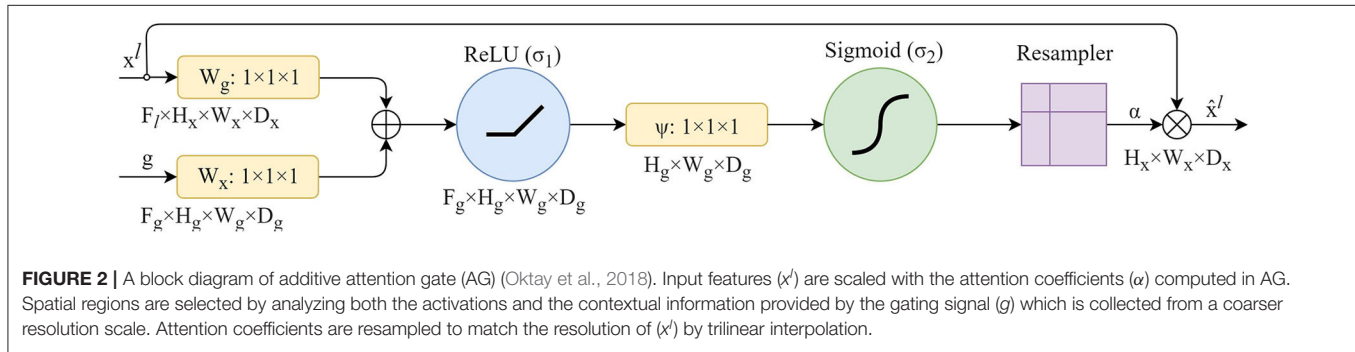 x^l
W_g: 1×1×1
F_l×H_x×W_x×D_x
g
W_x: 1×1×1
F_g×H_g×W_g×D_g
ReLU (σ_1)
F_g×H_g×W_g×D_g
ψ: 1×1×1
H_g×W_g×D_g
Sigmoid (σ_2)
Resampler
α
x̂^l
H_x×W_x×D_x
FIGURE 2 | A block diagram of additive attention gate (AG) (Oktay et al., 2018). Input features (x^l) are scaled with the attention coefficients (α) computed in AG.
Spatial regions are selected by analyzing both the activations and the contextual information provided by the gating signal (g) which is collected from a coarser
resolution scale. Attention coefficients are resampled to match the resolution of (x^l) by trilinear interpolation.